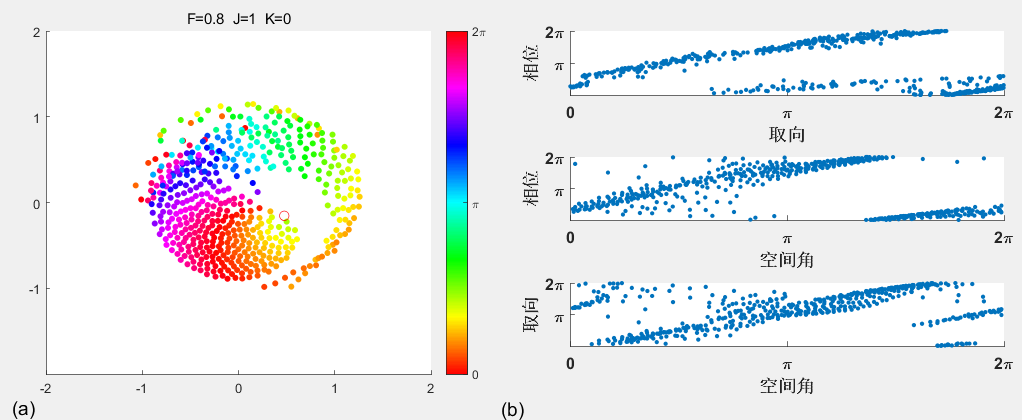 F=0.8 J=1 K=0
2
1
0
-1
-2 -1 0 1 2
2π
π
0
(a)
2π
π
相位
0 π 2π
取向
2π
π
相位
0 π 2π
空间角
2π
π
取向
0 π 2π
空间角
(b)